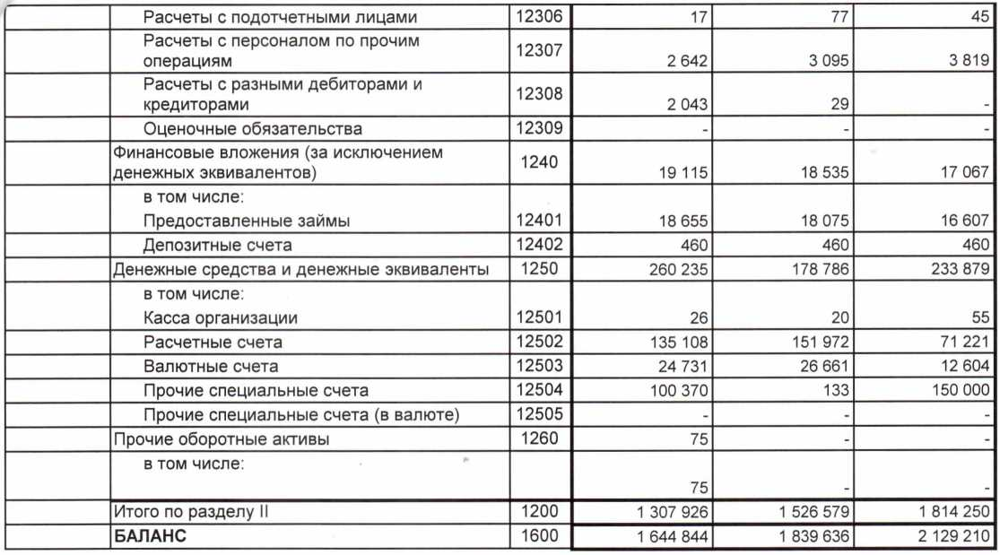 Расчеты с подотчетными лицами 12306 17 77 45
Расчеты с персоналом по прочим
операциям 12307 2 642 3 095 3 819
Расчеты с разными дебиторами и
кредиторами 12308 2 043 29 -
Оценочные обязательства 12309 - - -
Финансовые вложения (за исключением
денежных эквивалентов) 1240 19 115 18 535 17 067
в том числе:
Предоставленные займы 12401 18 655 18 075 16 607
Депозитные счета 12402 460 460 460
Денежные средства и денежные эквиваленты 1250 260 235 178 786 233 879
в том числе:
Касса организации 12501 26 20 55
Расчетные счета 12502 135 108 151 972 71 221
Валютные счета 12503 24 731 26 661 12 604
Прочие специальные счета 12504 100 370 133 150 000
Прочие специальные счета (в валюте) 12505 - - -
Прочие оборотные активы 1260 75 - -
в том числе:
75 - -
Итого по разделу II 1200 1 307 926 1 526 579 1 814 250
БАЛАНС 1600 1 644 844 1 839 636 2 129 210